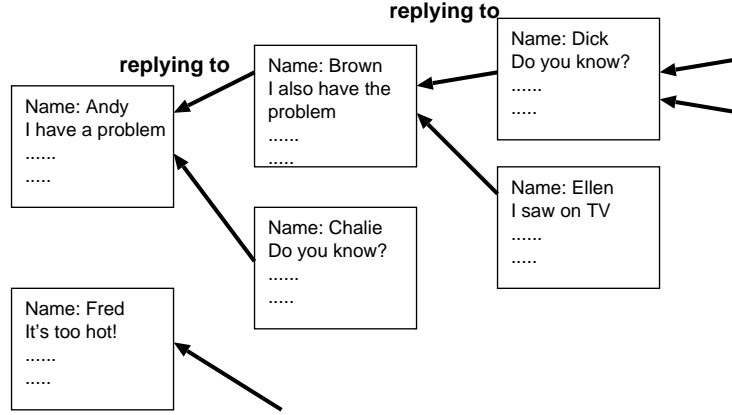 replying to
Name: Dick
Do you know?
......
.....
replying to
Name: Brown
I also have the
problem
......
.....
Name: Andy
I have a problem
......
.....
Name: Ellen
I saw on TV
......
.....
Name: Chalie
Do you know?
......
.....
Name: Fred
It's too hot!
......
.....